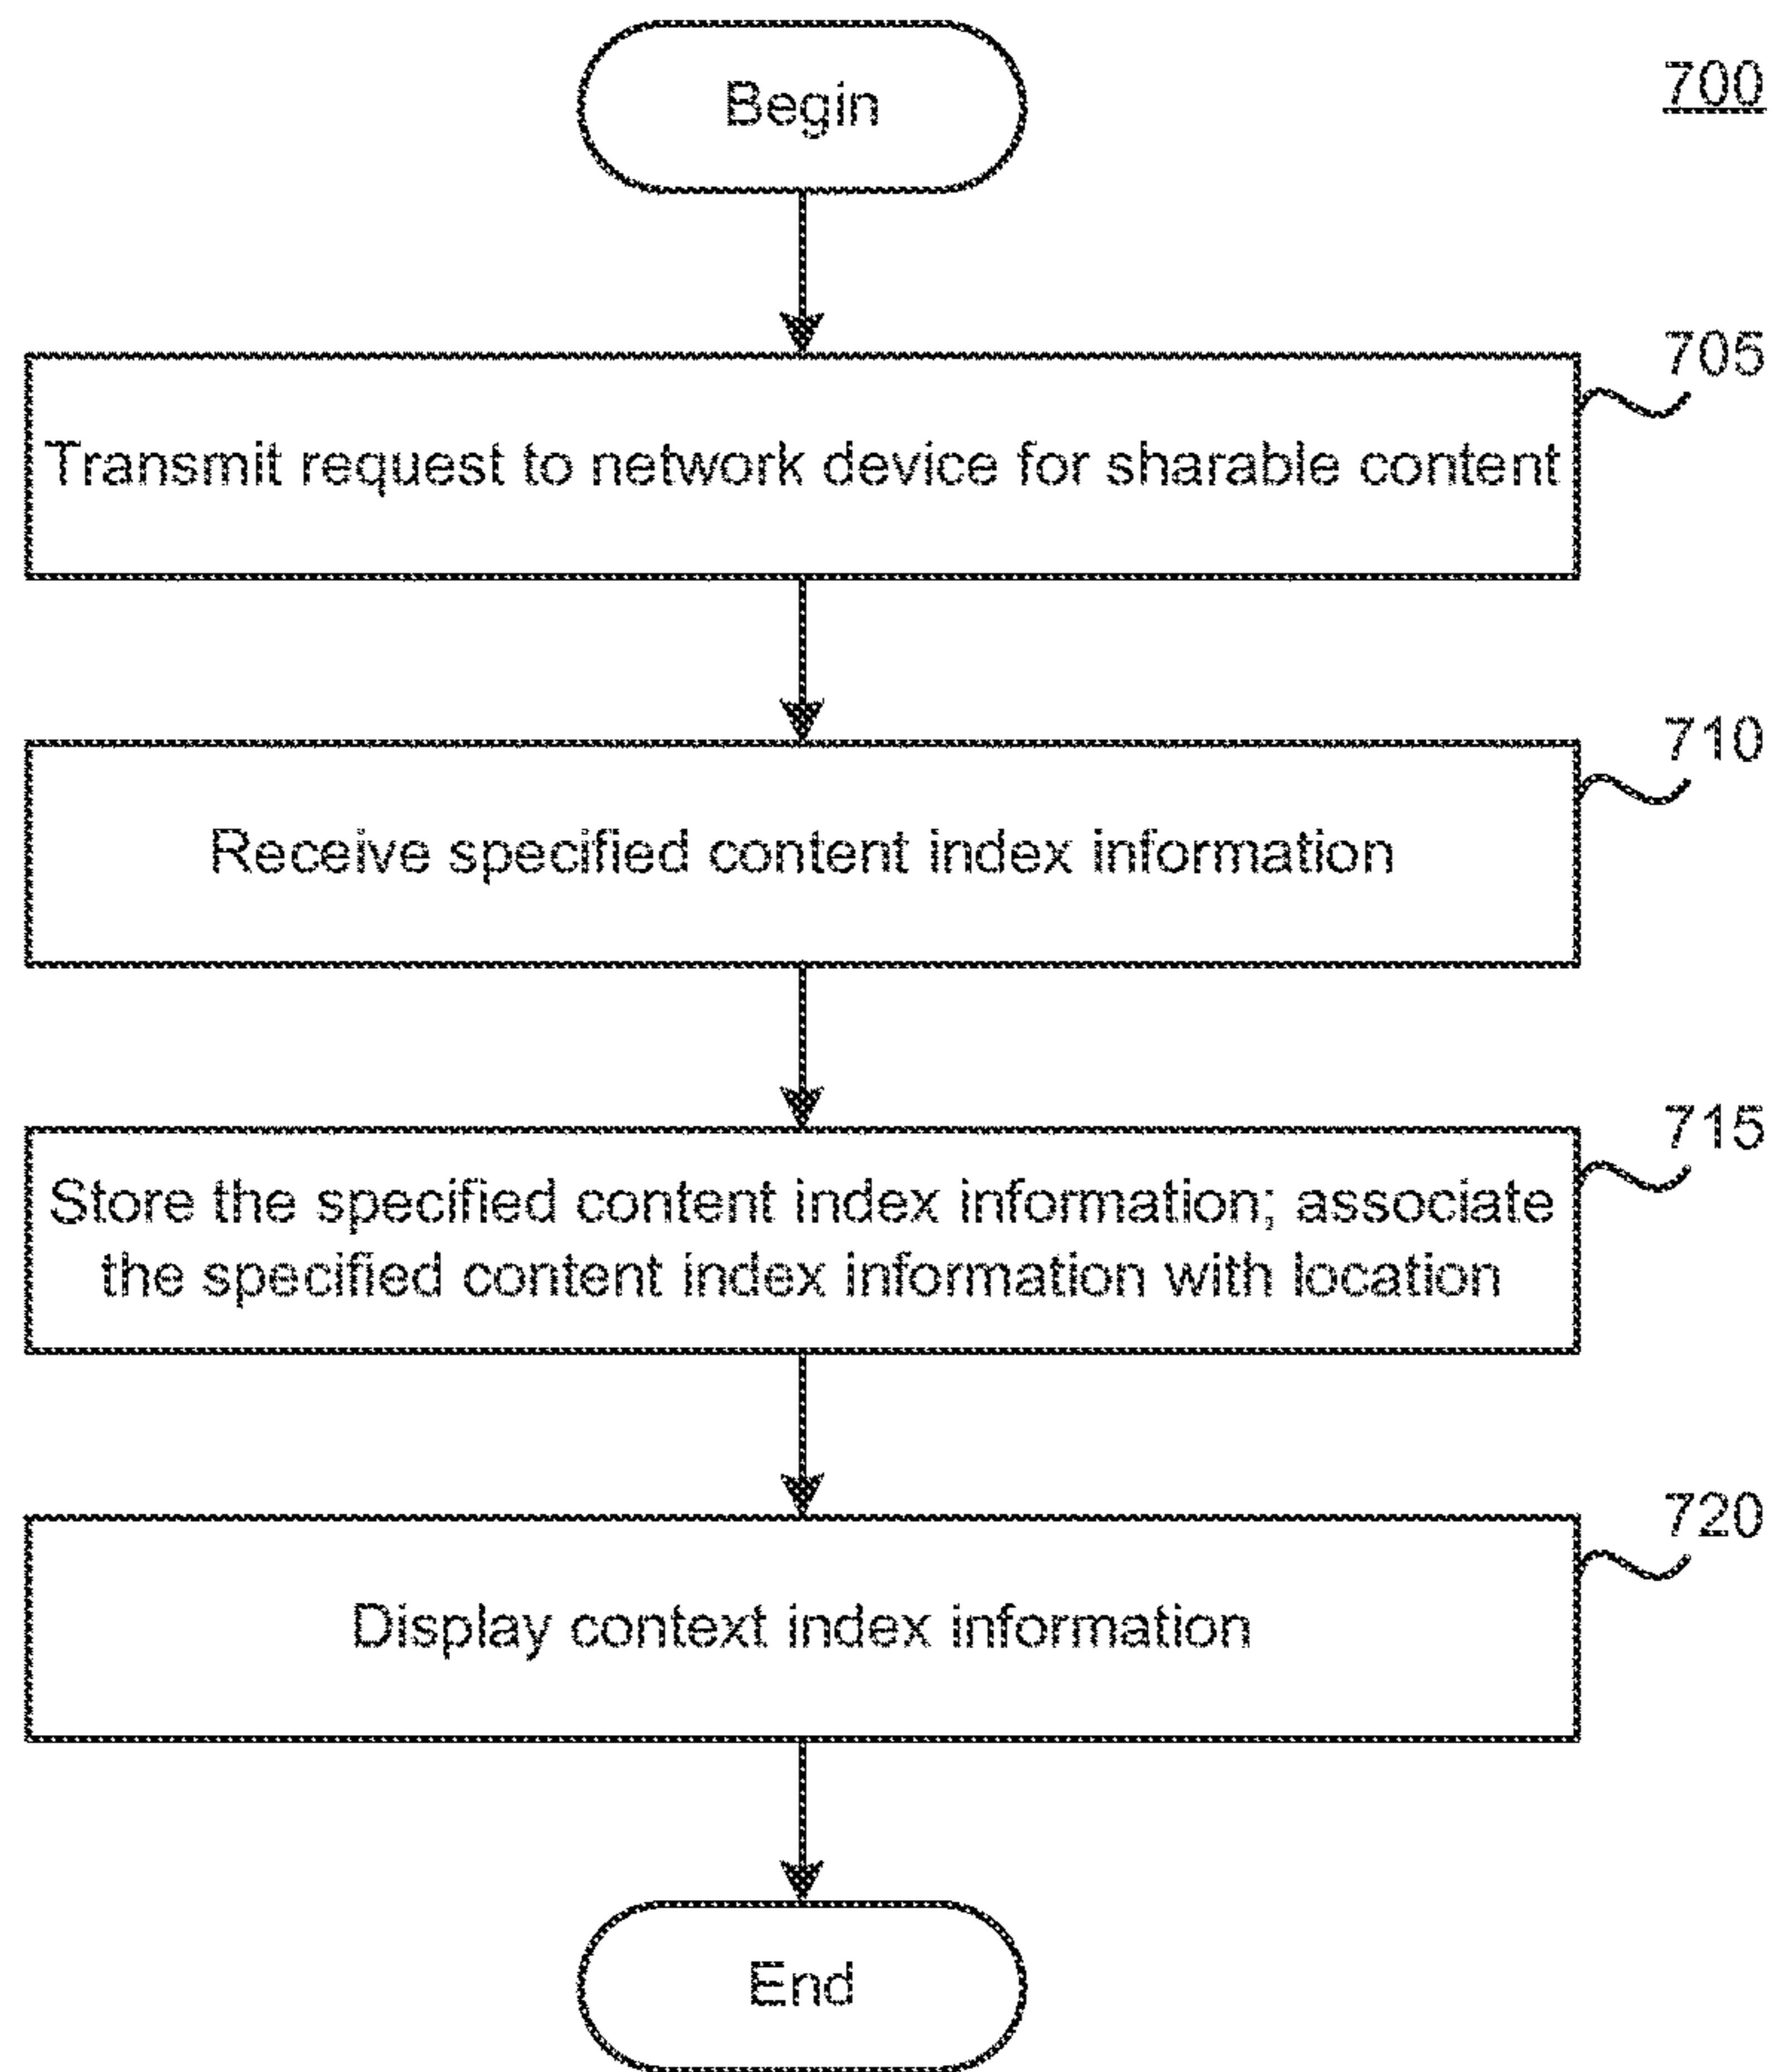 Begin
700
705
Transmit request to network device for sharable content
710
Receive specified content index information
715
Store the specified content index information; associate
the specified content index information with location
720
Display context index information
End